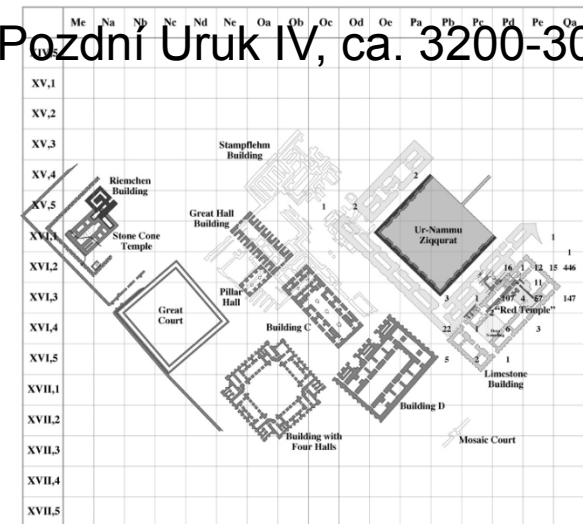 Me Na Nb Nc Nd Ne Oa Ob Oc Od Oe Pa Pb Pc Pd Pe Qa
Pozdní Uruk IV, ca. 3200-30
XV,1
XV,2
XV,3
Stampflehm
Building
XV,4
Riemchen
Building
2
XV,5
1 2
Great Hall
Building
Ur-Nammu
Ziqqurat
XVI,1
Stone Cone
Temple
1
1
XVI,2
16 1 12 15 446
11
XVI,3
Pillar
Hall
3 1 107 4 57 147
Great
Court
"Red Temple"
XVI,4
Building C
22 1 6 3
XVI,5
5 2 1
Limestone
Building
XVII,1
Building D
XVII,2
Building with
Four Halls
Mosaic Court
XVII,3
XVII,4
XVII,5